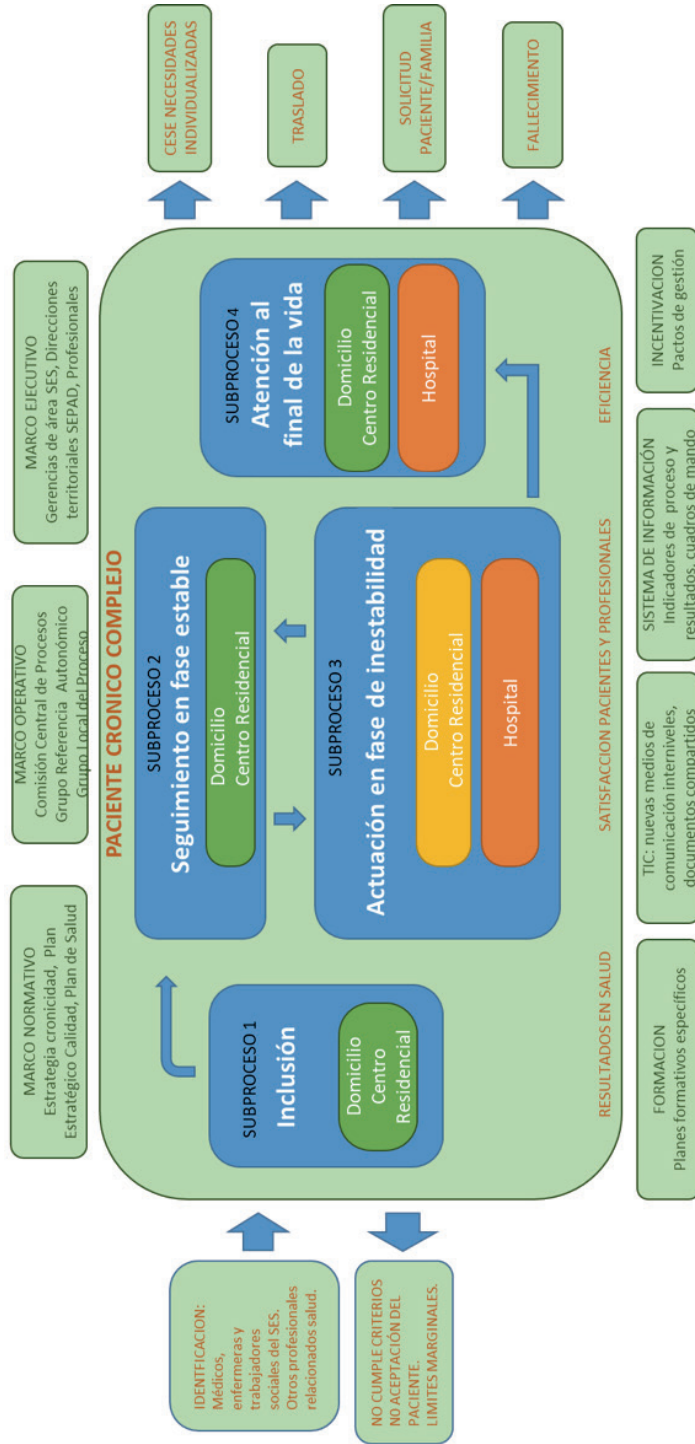 MARCO NORMATIVO
Estrategia cronicidad, Plan
Estratégico Calidad, Plan de Salud
MARCO OPERATIVO
Comisión Central de Procesos
Grupo Referencia Autonómico
Grupo Local del Proceso
MARCO EJECUTIVO
Gerencias de área SES, Direcciones
territoriales SEPAD, Profesionales
PACIENTE CRONICO COMPLEJO
IDENTFICACION:
Médicos,
enfermeras y
trabajadores
sociales del SES.
Otros profesionales
relacionados salud.
NO CUMPLE CRITERIOS
NO ACEPTACIÓN DEL
PACIENTE.
LIMITES MARGINALES.
SUBPROCESO 1
Inclusión
Domicilio
Centro
Residencial
SUBPROCESO 2
Seguimiento en fase estable
Domicilio
Centro Residencial
SUBPROCESO 3
Actuación en fase de inestabilidad
Domicilio
Centro Residencial
Hospital
SUBPROCESO 4
Atención al
final de la vida
Domicilio
Centro Residencial
Hospital
CESE NECESIDADES
INDIVIDUALIZADAS
TRASLADO
SOLICITUD
PACIENTE/FAMILIA
FALLECIMIENTO
RESULTADOS EN SALUD
SATISFACCION PACIENTES Y PROFESIONALES
EFICIENCIA
FORMACION
Planes formativos específicos
TIC: nuevas medios de
comunicación interniveles,
documentos compartidos
SISTEMA DE INFORMACIÓN
Indicadores de proceso y
resultados, cuadros de mando
INCENTIVACION
Pactos de gestión